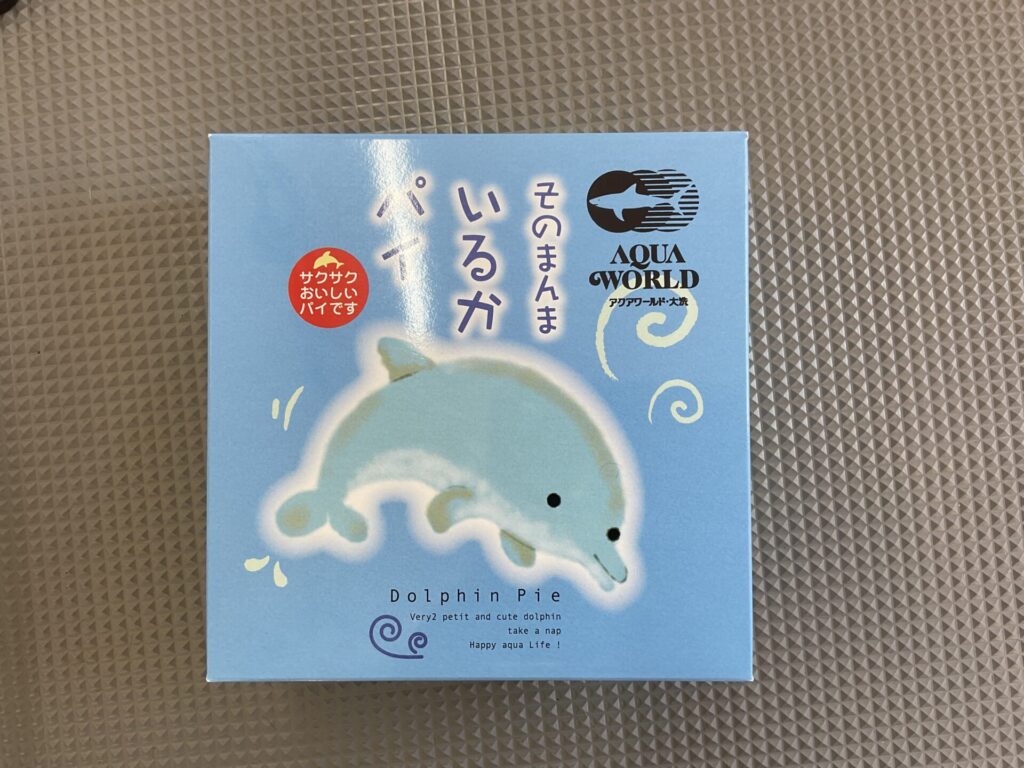 そのまんま
いるか
パイ
AQUA
WORLD
アクアワールド・大洗
サクサク
おいしい
パイです
Dolphin Pie
Very2 petit and cute dolphin
take a nap
Happy aqua Life !